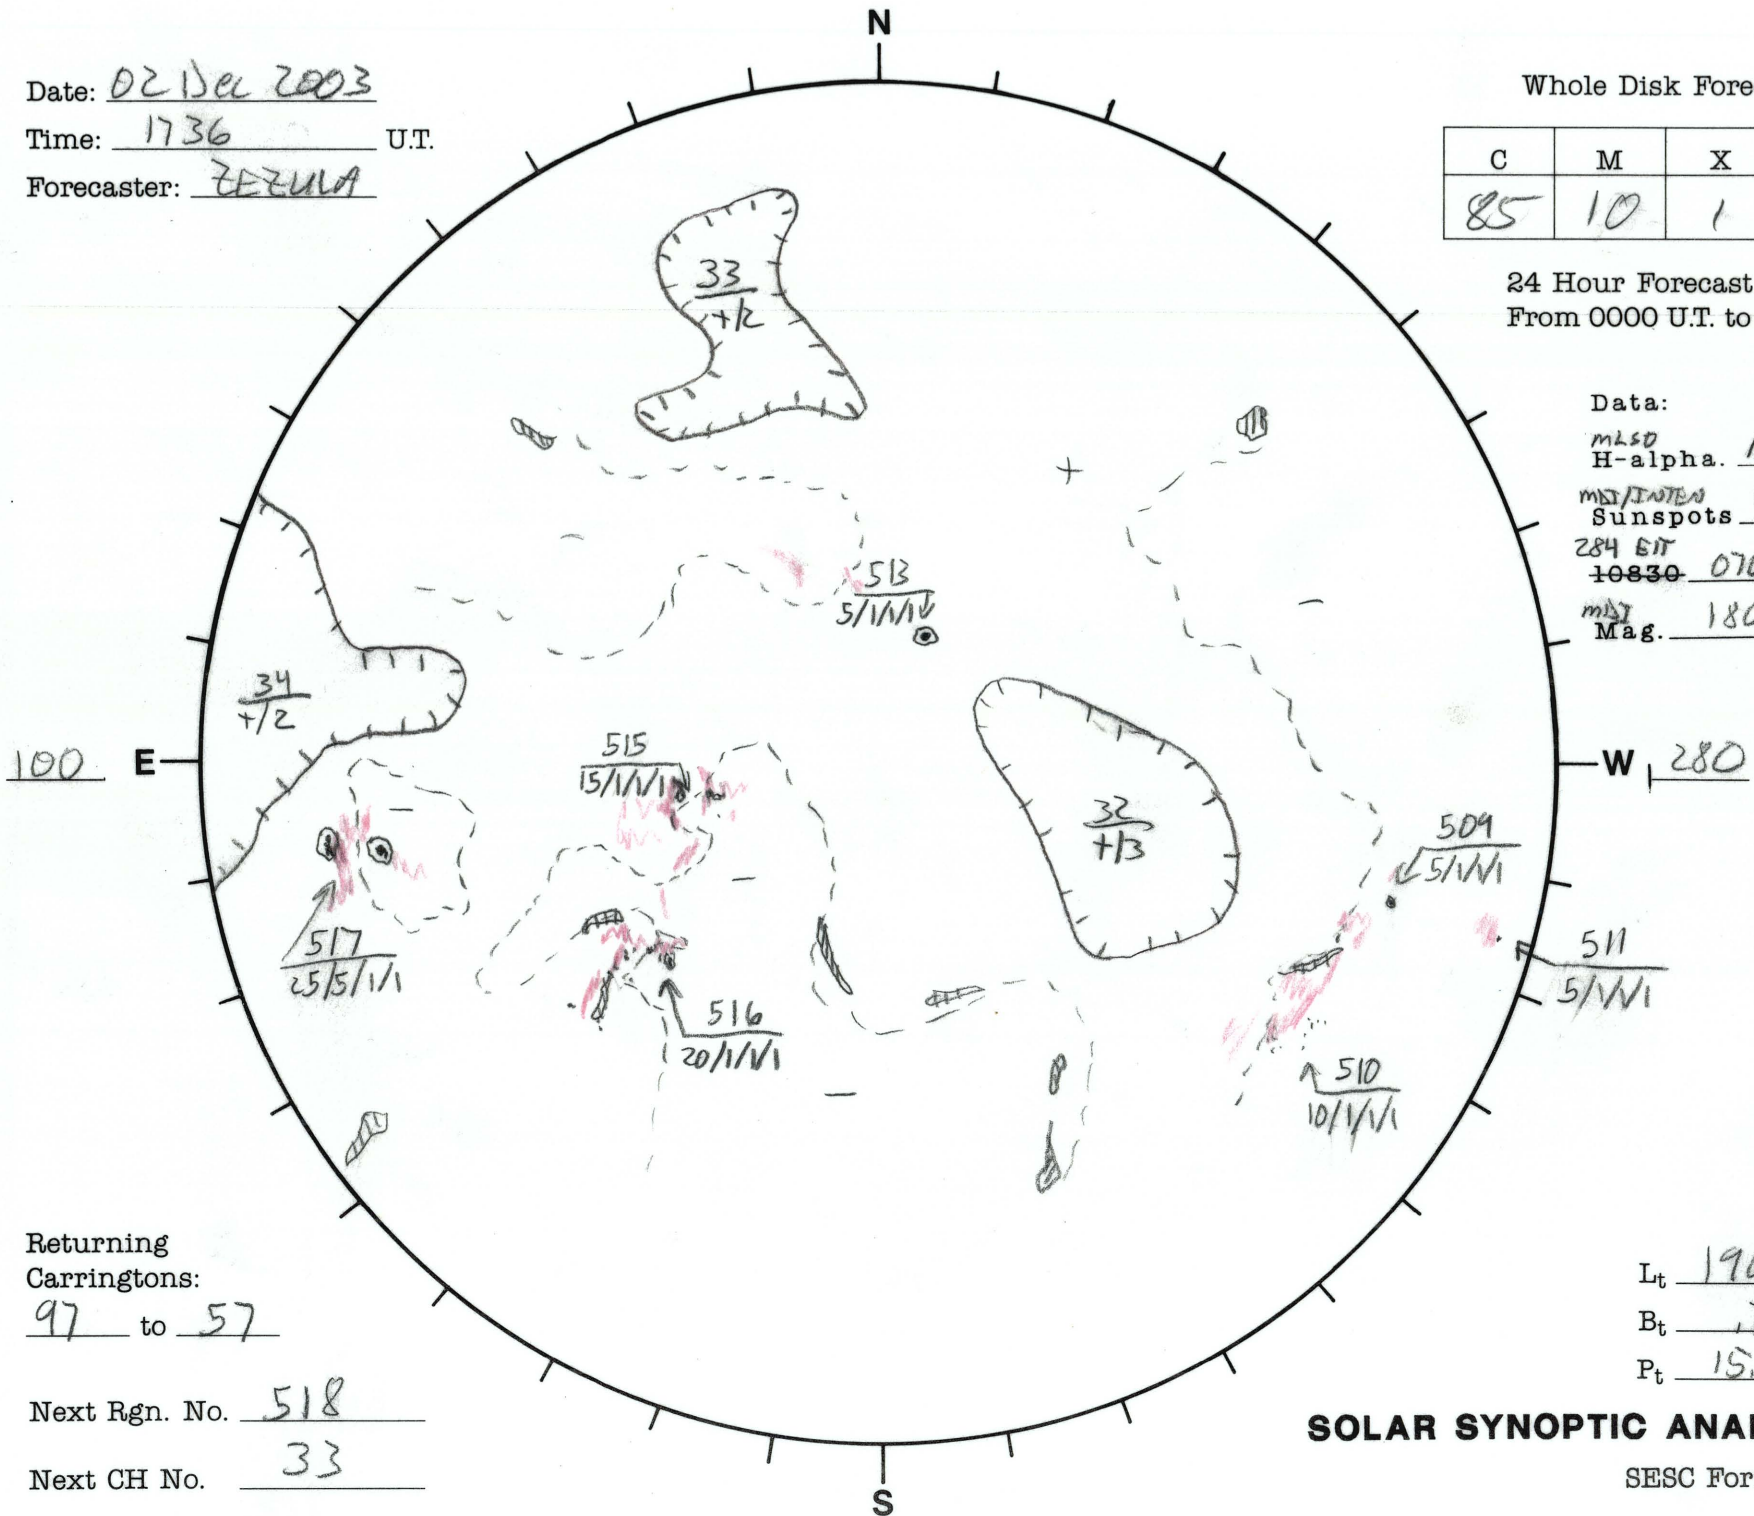 N
Date: 02 Dec 2003
Time: 1736 U.T.
Forecaster: ZEZULA
Whole Disk Fore
C M X
85 10 1
24 Hour Forecast
From 0000 U.T. to
33
+/2
Data:
MLSO
H-alpha.
MDI/INTEN
Sunspots
284 EIT
10830 070
MDI
Mag. 180
513
5/1/1/1
34
+/2
100 E
515
15/1/1/1
W 280
32
+/3
509
5/1/1/1
517
25/5/1/1
511
5/1/1/1
516
20/1/1/1
510
10/1/1/1
Returning
Carringtons:
97 to 57
Next Rgn. No. 518
Next CH No. 33
Lt 190
Bt
Pt 15.
SOLAR SYNOPTIC ANA
SESC For
S